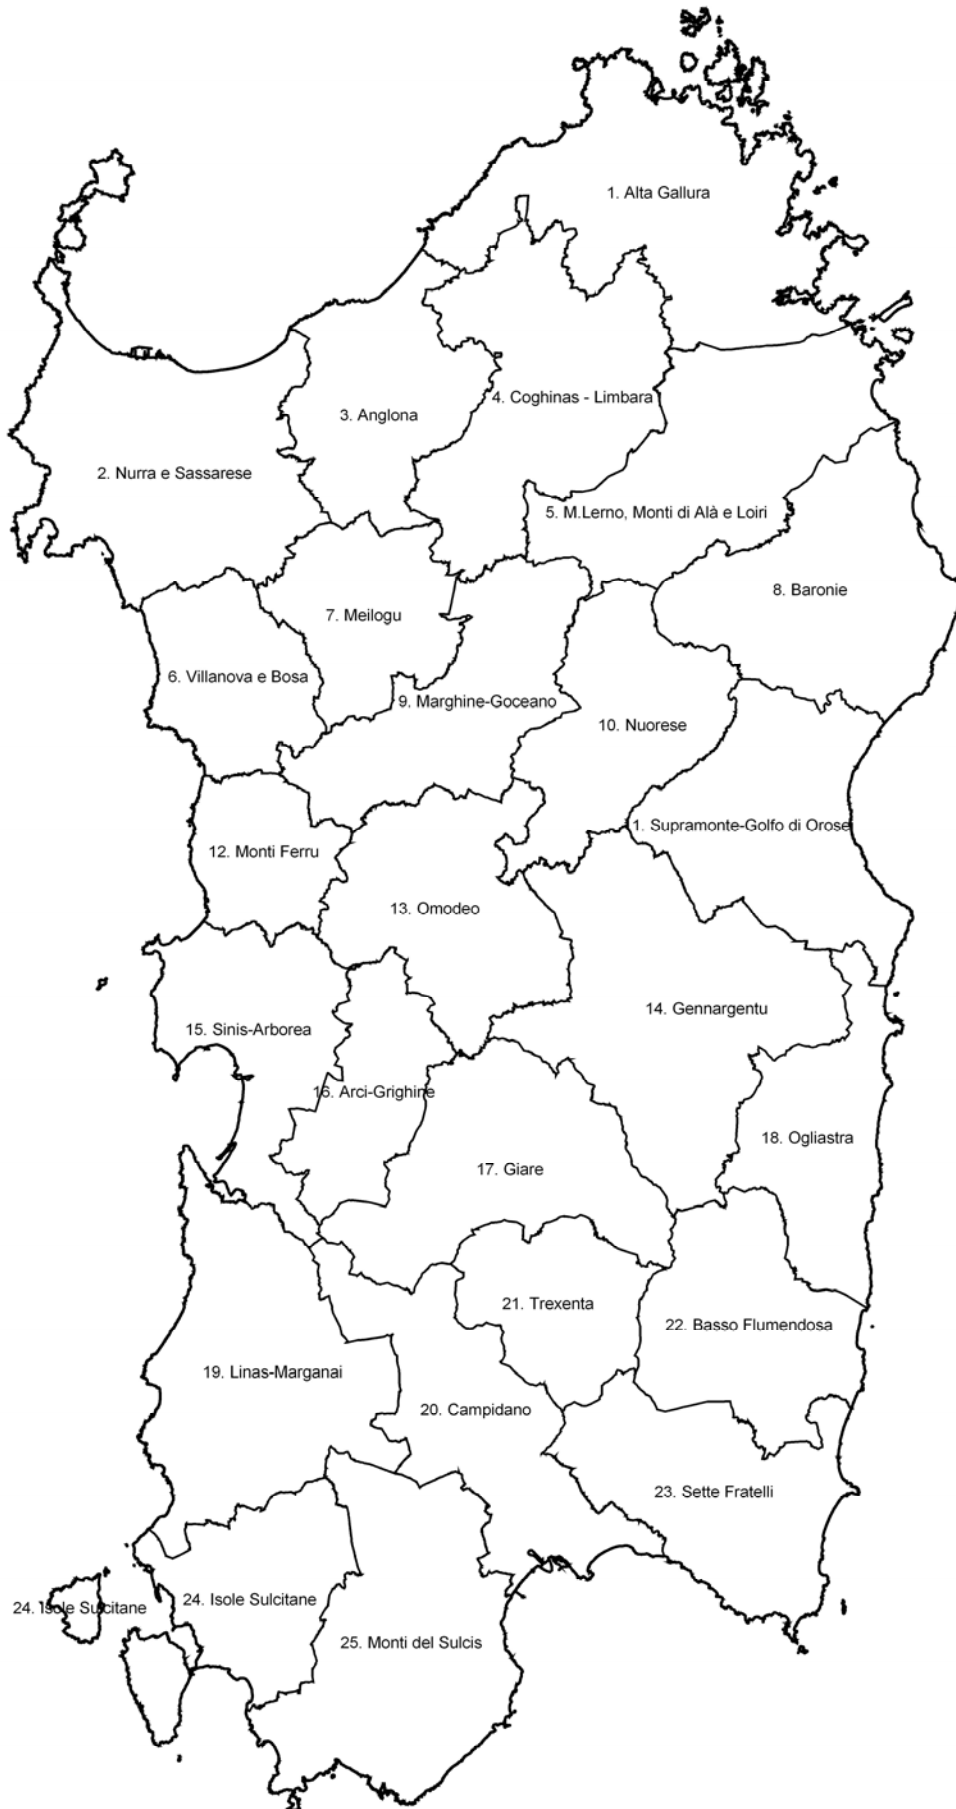 1. Alta Gallura
4. Coghinas - Limbara
3. Anglona
2. Nurra e Sassarese
5. M.Lerno, Monti di Alà e Loiri
8. Baronie
7. Meilogu
6. Villanova e Bosa
9. Marghine-Goceano
10. Nuorese
1. Supramonte-Golfo di Orose
12. Monti Ferru
13. Omodeo
14. Gennargentu
15. Sinis-Arborea
16. Arci-Grighine
18. Ogliastra
17. Giare
21. Trexenta
22. Basso Flumendosa
19. Linas-Marganai
20. Campidano
23. Sette Fratelli
24. Isole Sulcitane
24. Isole Sulcitane
25. Monti del Sulcis